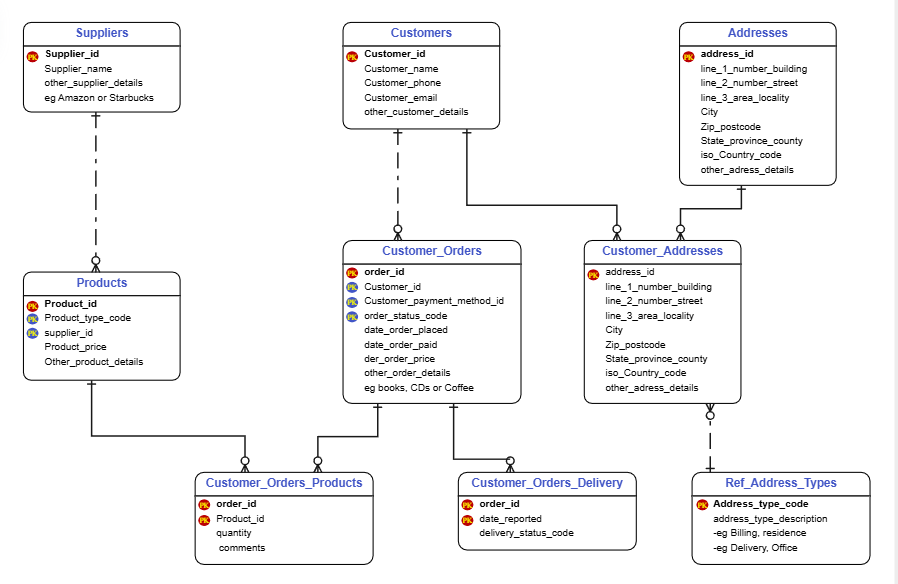 Suppliers
PK Supplier_id
Supplier_name
other_supplier_details
eg Amazon or Starbucks
Customers
PK Customer_id
Customer_name
Customer_phone
Customer_email
other_customer_details
Addresses
PK address_id
line_1_number_building
line_2_number_street
line_3_area_locality
City
Zip_postcode
State_province_county
iso_Country_code
other_adress_details
Products
PK Product_id
PK Product_type_code
PK supplier_id
Product_price
Other_product_details
Customer_Orders
PK order_id
PK Customer_id
PK Customer_payment_method_id
PK order_status_code
date_order_placed
date_order_paid
der_order_price
other_order_details
eg books, CDs or Coffee
Customer_Addresses
PK address_id
line_1_number_building
line_2_number_street
line_3_area_locality
City
Zip_postcode
State_province_county
iso_Country_code
other_adress_details
Customer_Orders_Products
PK order_id
PK Product_id
quantity
comments
Customer_Orders_Delivery
PK order_id
PK date_reported
delivery_status_code
Ref_Address_Types
PK Address_type_code
address_type_description
-eg Billing, residence
-eg Delivery, Office